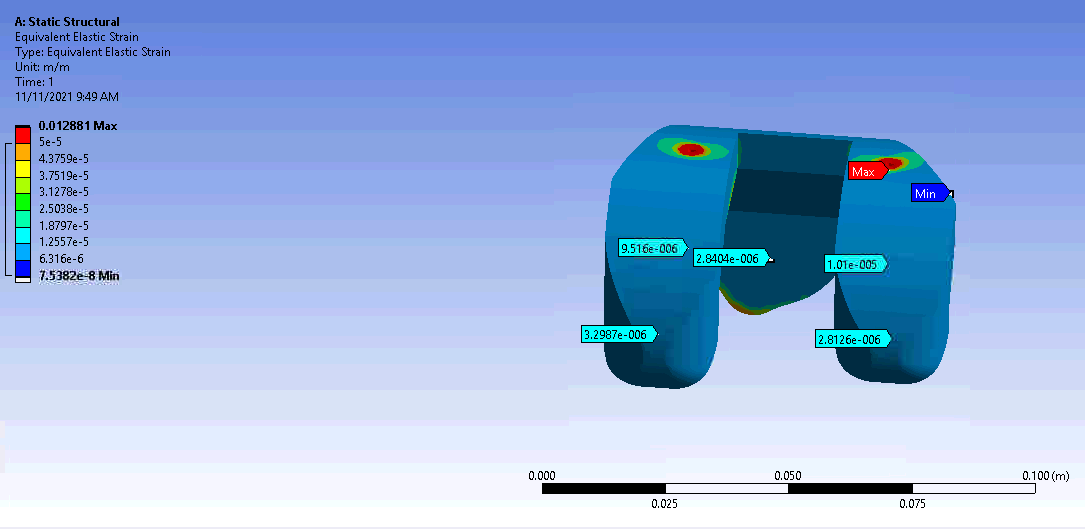 A: Static Structural
Equivalent Elastic Strain
Type: Equivalent Elastic Strain
Unit: m/m
Time: 1
11/11/2021 9:49 AM
0.012881 Max
5e-5
4.3759e-5
3.7519e-5
3.1278e-5
2.5038e-5
1.8797e-5
1.2557e-5
6.316e-6
7.5382e-8 Min
Max
Min
9.516e-006
2.8404e-006
1.01e-005
3.2987e-006
2.8126e-006
0.000 0.050 0.100 (m)
0.025 0.075